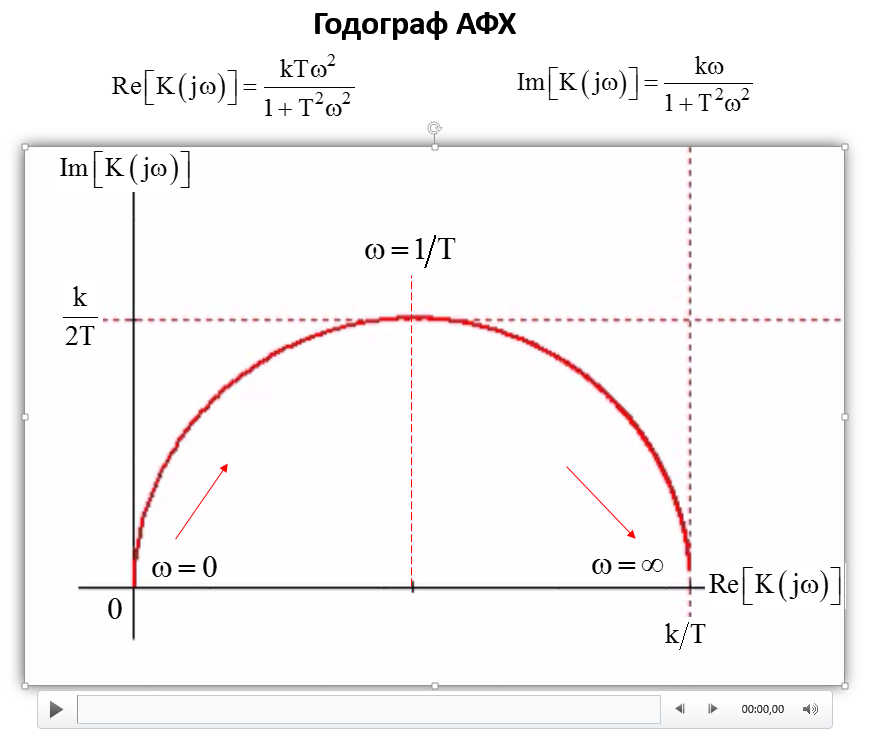 Годограф АФХ
Re[K(jω)] = kTω² / (1 + T²ω²)
Im[K(jω)] = kω / (1 + T²ω²)
Im[K(jω)]
ω = 1/T
k/2T
ω = 0
ω = ∞
Re[K(jω)]
0
k/T
00:00,00